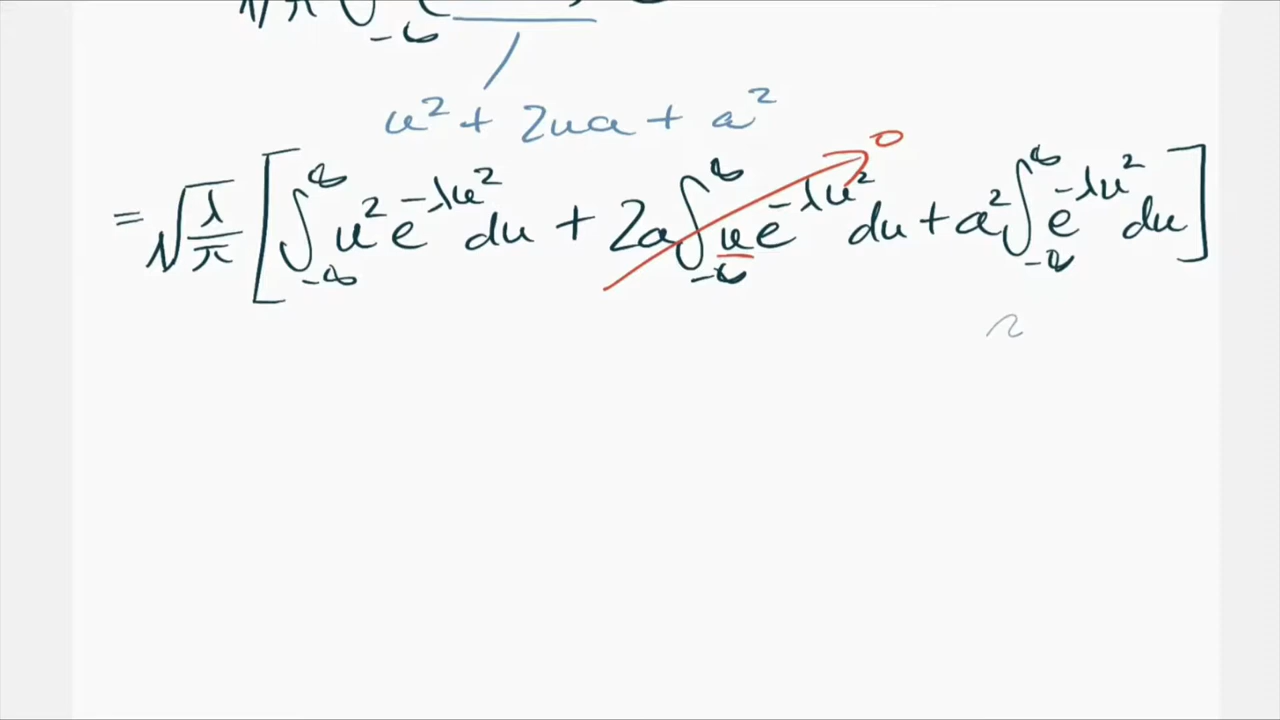 u² + 2ua + a²
= √(λ/π) [ ∫_{-∞}^{∞} u² e^{-λu²} du + 2a ∫_{-∞}^{∞} u e^{-λu²} du + a² ∫_{-∞}^{∞} e^{-λu²} du ]
0